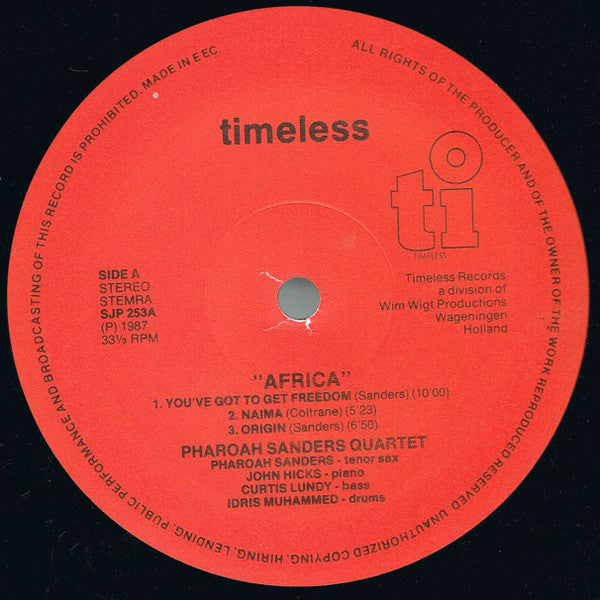 PUBLIC PERFORMANCE AND BROADCASTING OF THIS RECORD IS PROHIBITED. MADE IN EEC
ALL RIGHTS OF THE PRODUCER AND OF THE OWNER OF THE WORK REPRODUCED RESERVED. UNAUTHORIZED COPYING. HIRING. LENDING.
timeless
ti
TIMELESS
SIDE A
STEREO
STEMRA
SJP 253A
(P) 1987
33⅓ RPM
Timeless Records
a division of
Wim Wigt Productions
Wageningen
Holland
"AFRICA"
1. YOU'VE GOT TO GET FREEDOM (Sanders) (10'00)
2. NAIMA (Coltrane) (5'23)
3. ORIGIN (Sanders) (6'50)
PHAROAH SANDERS QUARTET
PHAROAH SANDERS - tenor sax
JOHN HICKS - piano
CURTIS LUNDY - bass
IDRIS MUHAMMED - drums